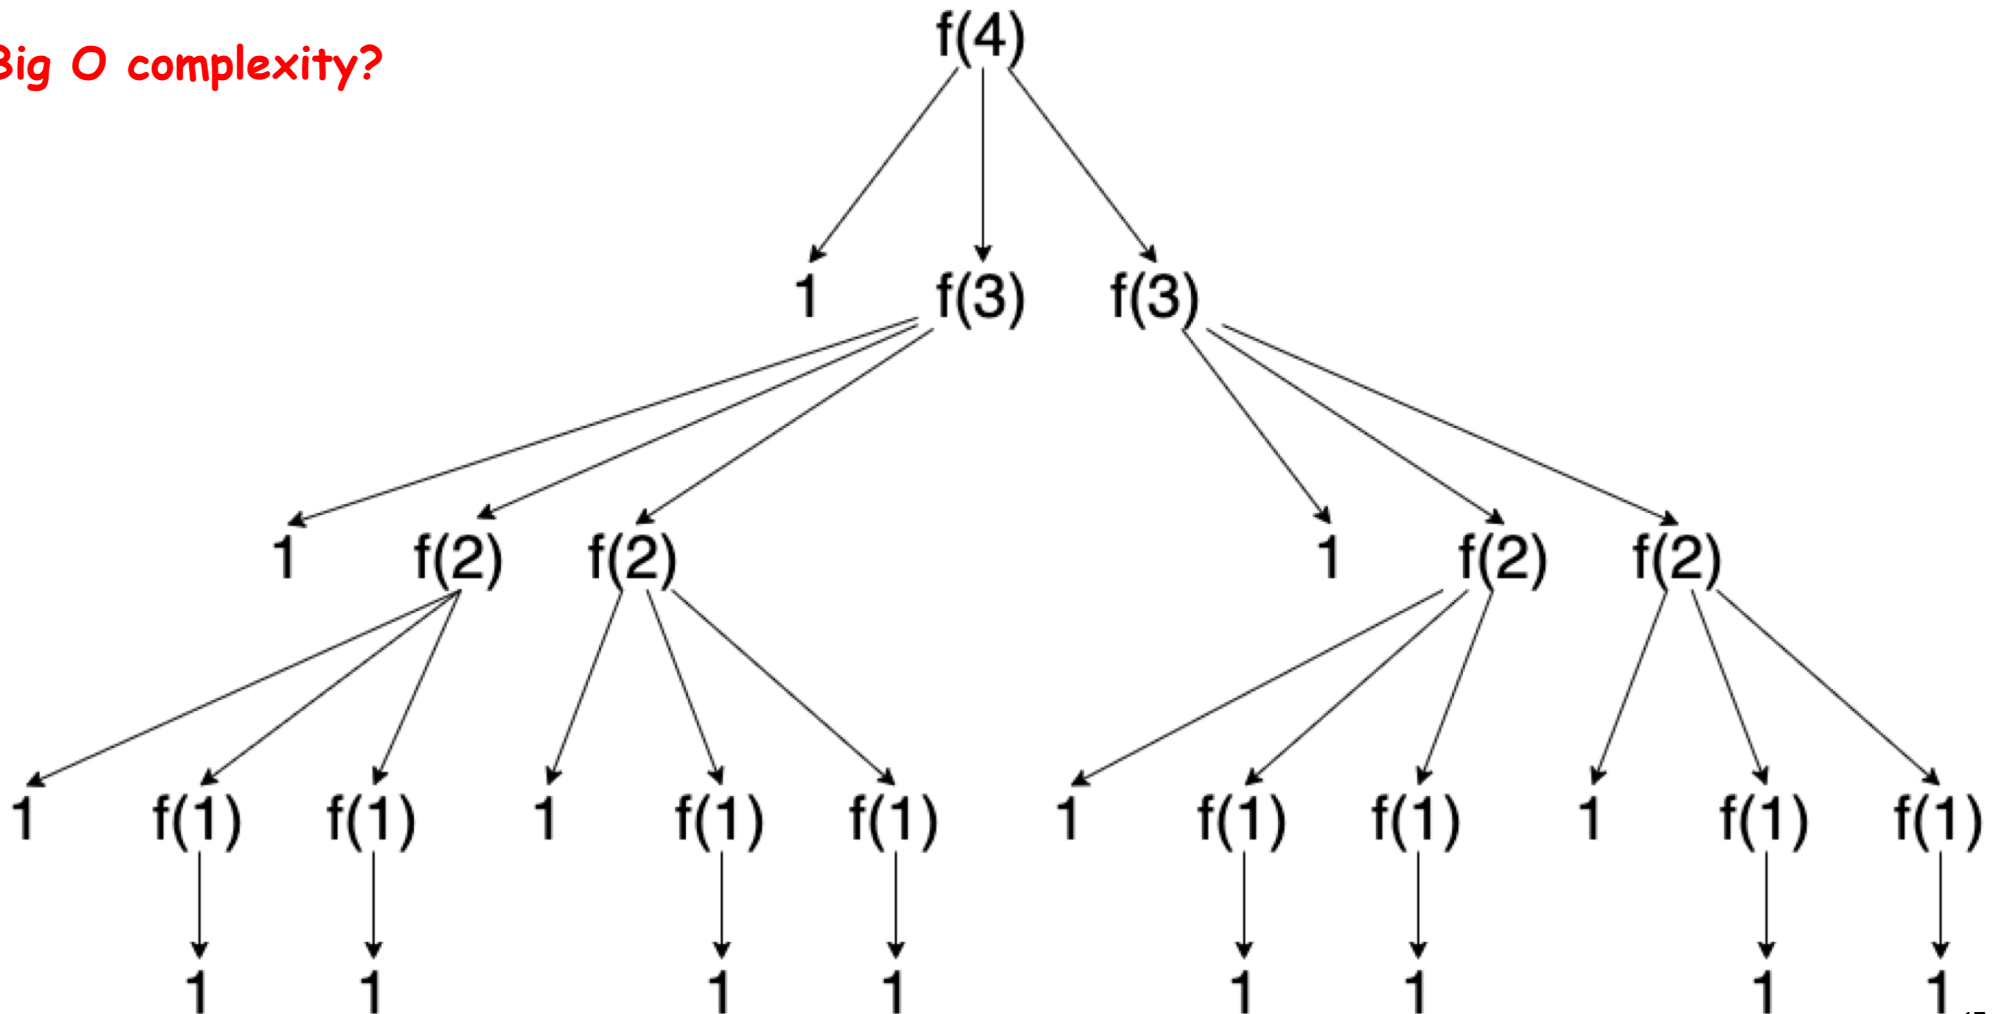 Big O complexity?
f(4)
1 f(3) f(3)
1 f(2) f(2) 1 f(2) f(2)
1 f(1) f(1) 1 f(1) f(1) 1 f(1) f(1) 1 f(1) f(1)
1 1 1 1 1 1 1 1